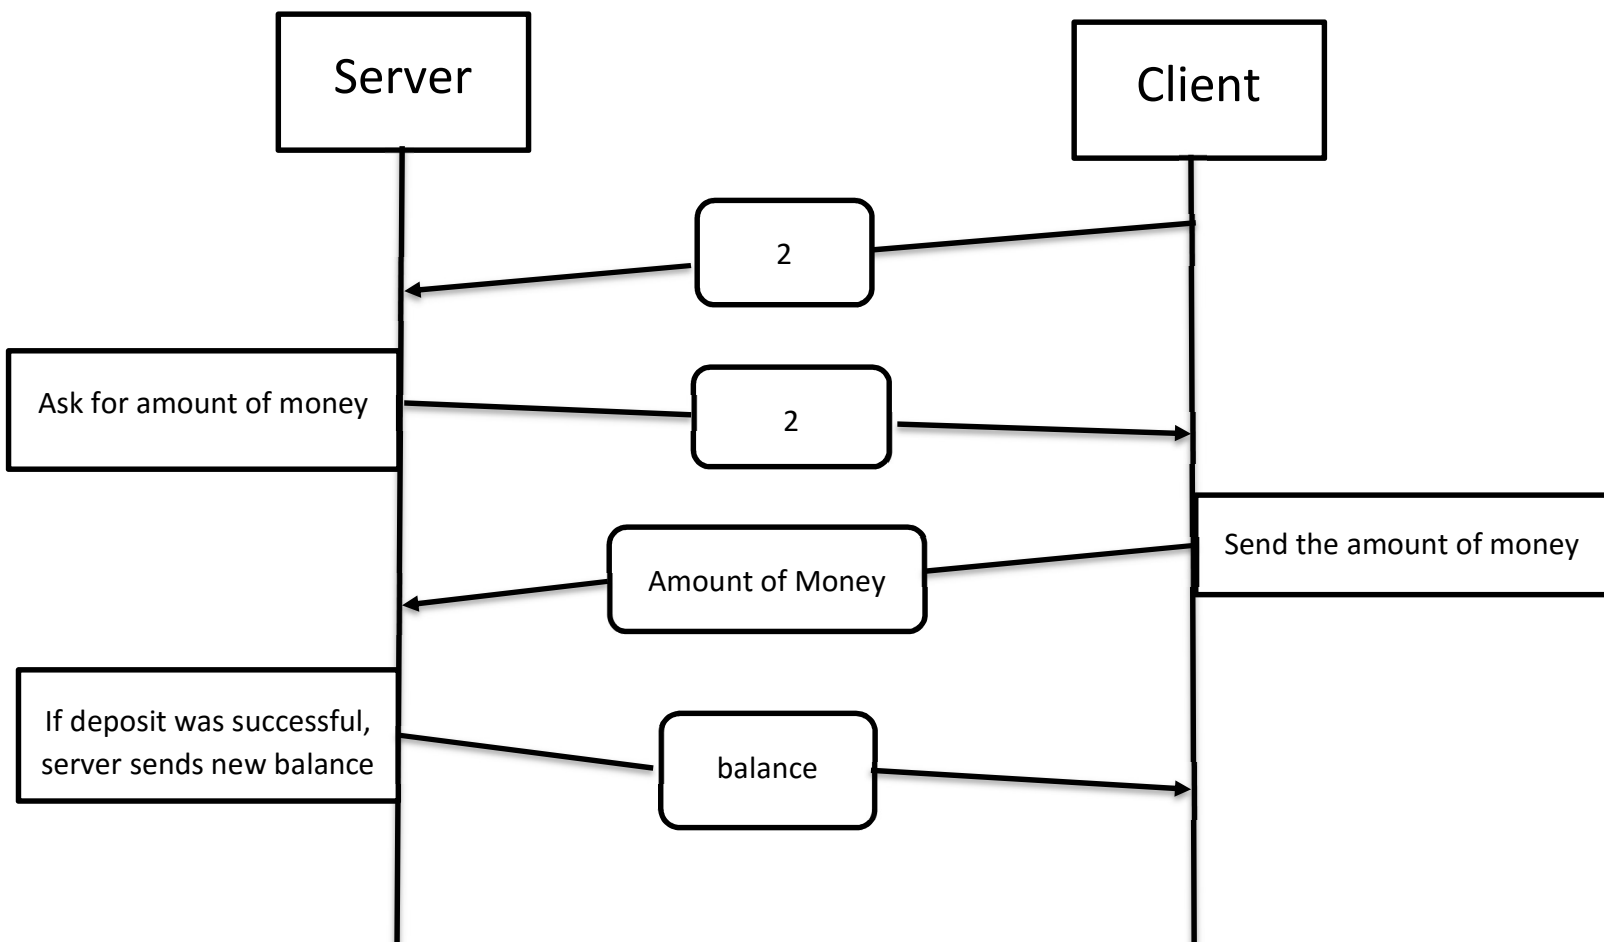 Server
Client
2
Ask for amount of money
2
Send the amount of money
Amount of Money
If deposit was successful,
server sends new balance
balance